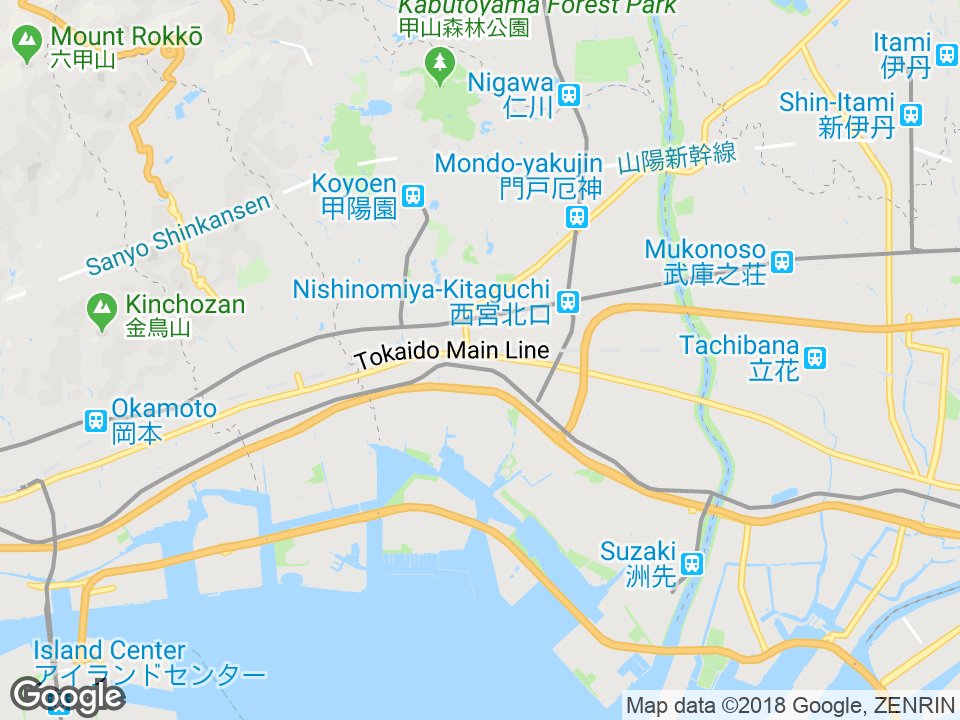 Kabutoyama Forest Park
甲山森林公園
Mount Rokkō
六甲山
Itami
伊丹
Nigawa
仁川
Shin-Itami
新伊丹
Mondo-yakujin
門戸厄神
山陽新幹線
Koyoen
甲陽園
Sanyo Shinkansen
Mukonoso
武庫之荘
Nishinomiya-Kitaguchi
西宮北口
Kinchozan
金鳥山
Tokaido Main Line
Tachibana
立花
Okamoto
岡本
Suzaki
洲先
Island Center
アイランドセンター
Google
Map data ©2018 Google, ZENRIN